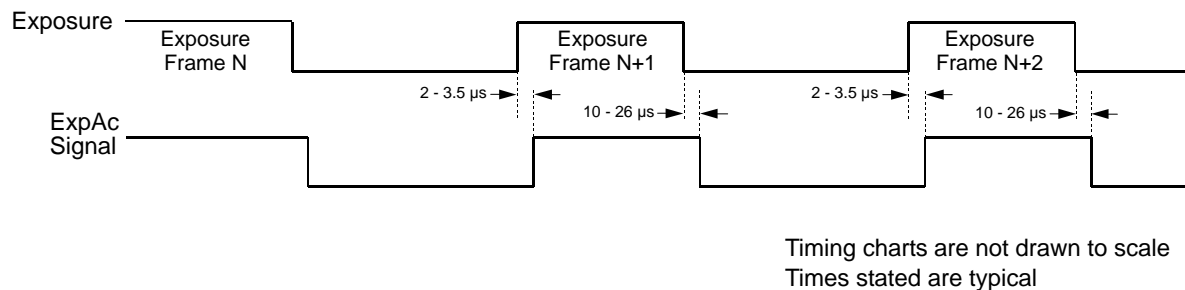 Exposure
Exposure
Frame N
Exposure
Frame N+1
Exposure
Frame N+2
2 - 3.5 µs
10 - 26 µs
2 - 3.5 µs
10 - 26 µs
ExpAc
Signal
Timing charts are not drawn to scale
Times stated are typical